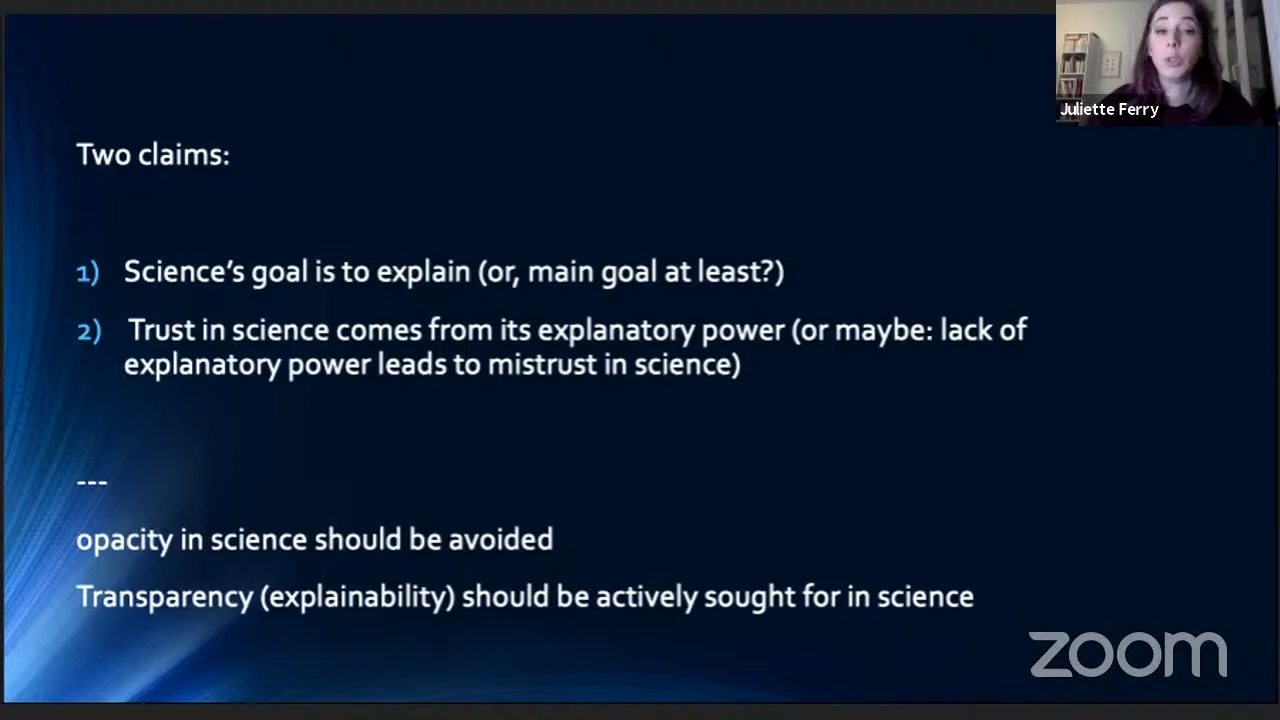 Juliette Ferry
Two claims:
1) Science's goal is to explain (or, main goal at least?)
2) Trust in science comes from its explanatory power (or maybe: lack of
explanatory power leads to mistrust in science)
---
opacity in science should be avoided
Transparency (explainability) should be actively sought for in science
zoom